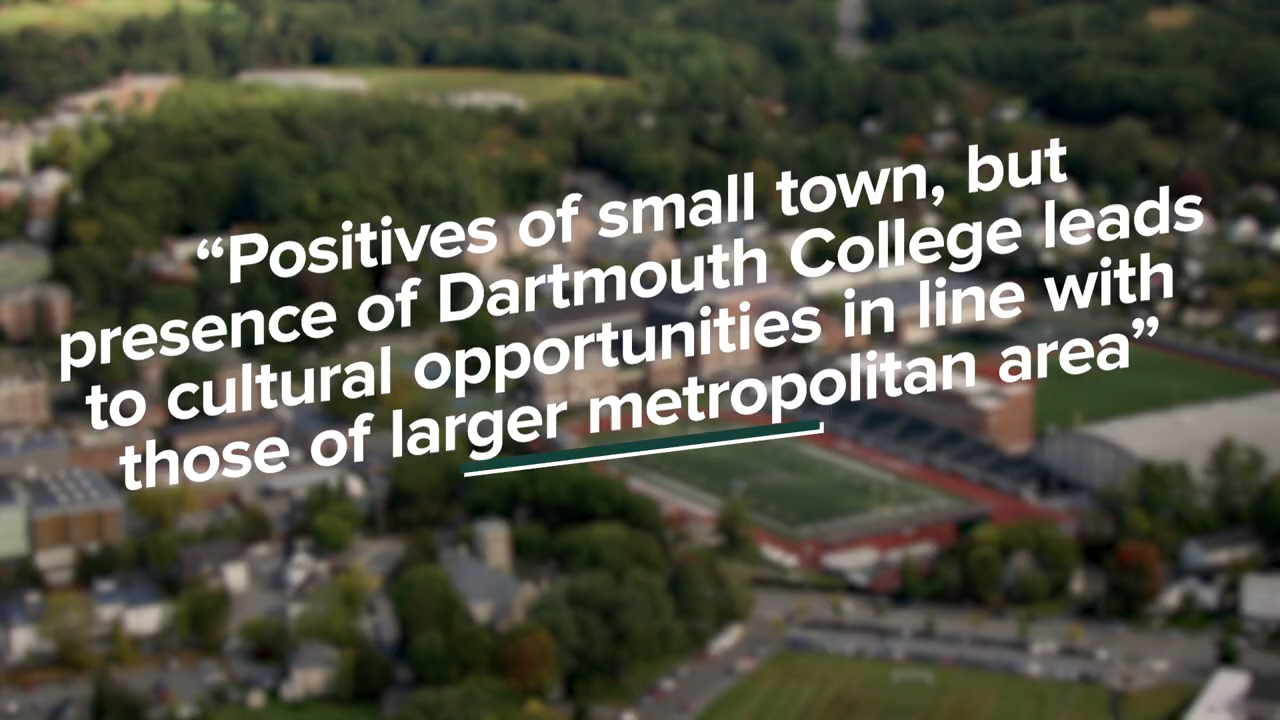 “Positives of small town, but
presence of Dartmouth College leads
to cultural opportunities in line with
those of larger metropolitan area”